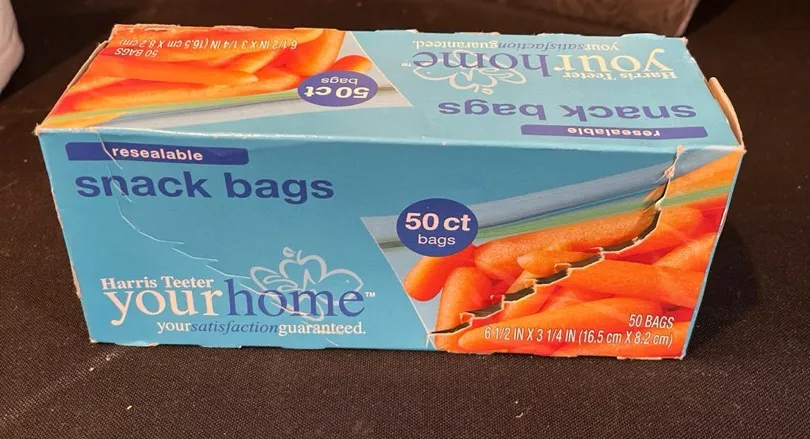 50 BAGS
6 1/2 IN X 3 1/4 IN (16.5 cm X 8.2 cm)
50 ct
bags
Harris Teeter
yourhome™
yoursatisfactionguaranteed.
resealable
snack bags
resealable
snack bags
50 ct
bags
Harris Teeter
yourhome™
yoursatisfactionguaranteed.
50 BAGS
6 1/2 IN X 3 1/4 IN (16.5 cm X 8.2 cm)